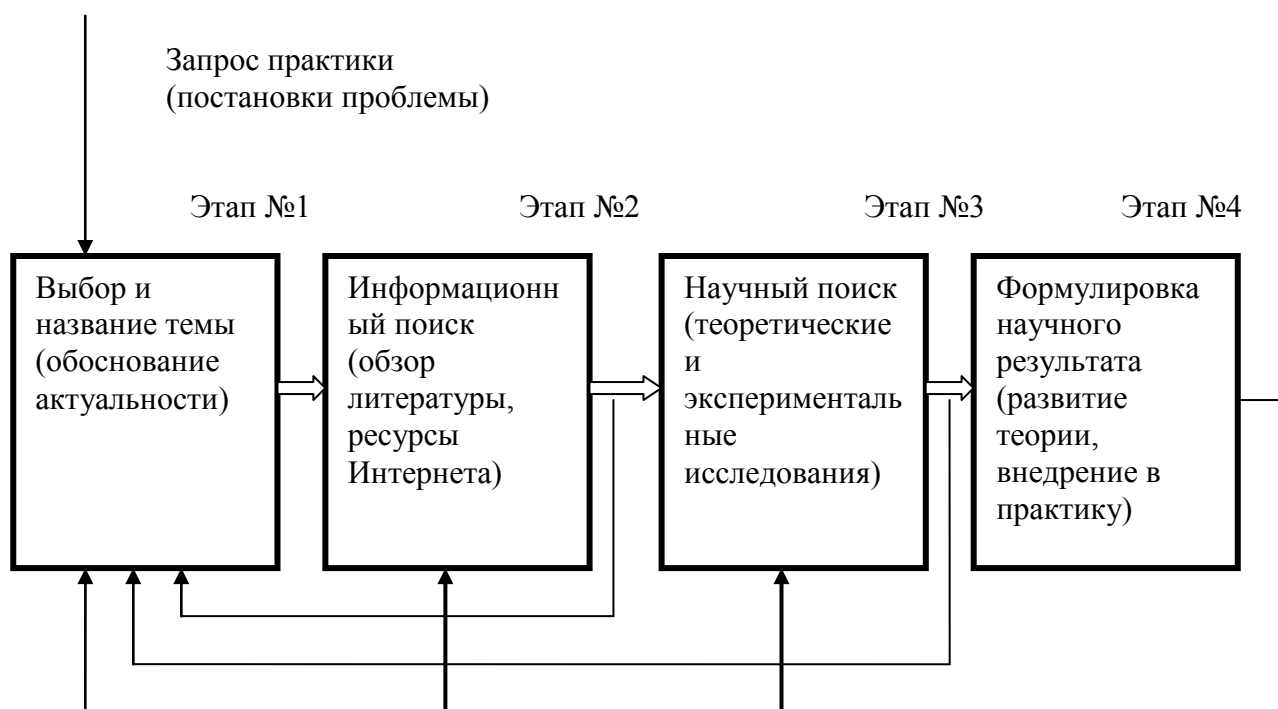 Запрос практики
(постановки проблемы)
Этап №1
Этап №2
Этап №3
Этап №4
Выбор и
название темы
(обоснование
актуальности)
Информационн
ый поиск
(обзор
литературы,
ресурсы
Интернета)
Научный поиск
(теоретические
и
эксперименталь
ные
исследования)
Формулировка
научного
результата
(развитие
теории,
внедрение в
практику)